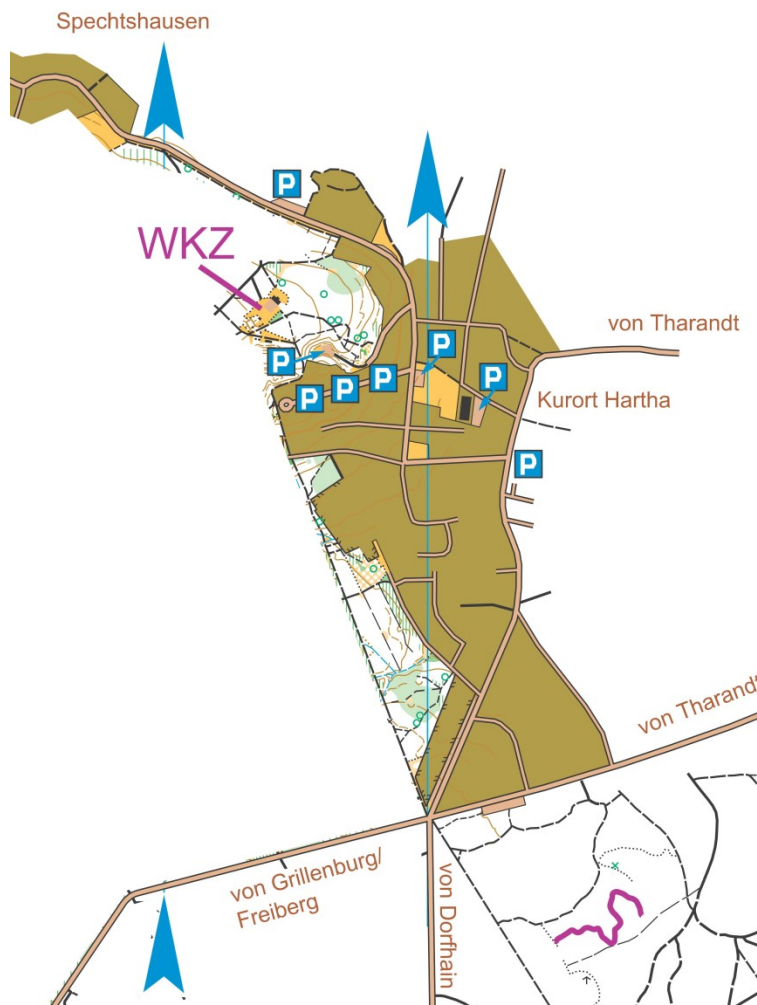 Spechtshausen
P
WKZ
von Tharandt
P
P
P
P
P
P
Kurort Hartha
P
von Tharandt
von Grillenburg/
Freiberg
von Dorfhain